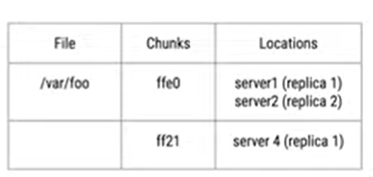 File Chunks Locations
/var/foo ffe0 server1 (replica 1)
server2 (replica 2)
ff21 server 4 (replica 1)